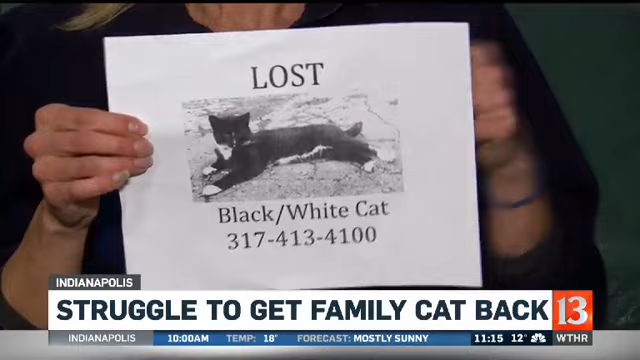 LOST
Black/White Cat
317-413-4100
INDIANAPOLIS
STRUGGLE TO GET FAMILY CAT BACK
13
INDIANAPOLIS 10:00AM TEMP: 18° FORECAST: MOSTLY SUNNY 11:15 12° WTHR